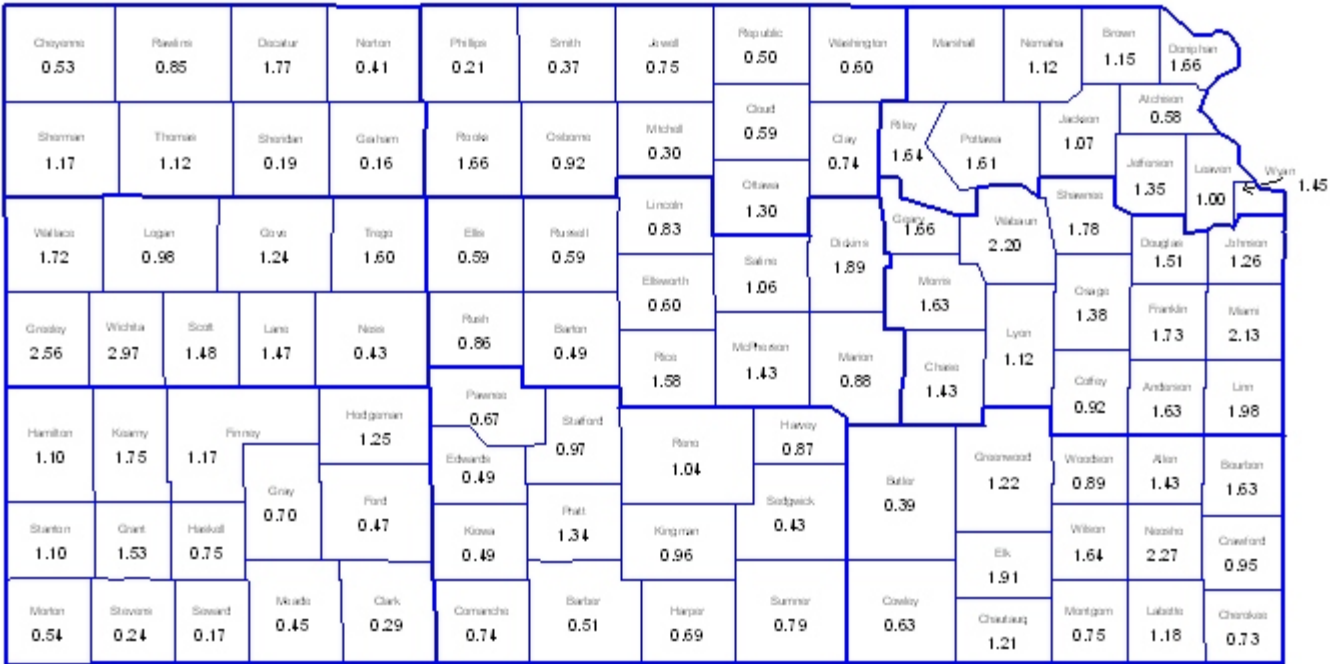 Cheyenne Rawlins Decatur Norton Phillips Smith Jewell Republic Washington Marshall Nemaha Brown Doniphan
0.53 0.85 1.77 0.41 0.21 0.37 0.75 0.50 0.60 1.12 1.15 1.66
Cloud Atchison
0.59 0.58
Sherman Thomas Sheridan Graham Rooks Osborne Mitchell Clay Riley Pottawa Jackson
1.17 1.12 0.19 0.16 1.66 0.92 0.30 0.74 1.64 1.61 1.07
Ottawa Jefferson Leaven Wyan
1.30 1.35 1.00 1.45
Lincoln Geary Wabaun Shawnee
0.83 1.66 2.20 1.78
Wallace Logan Gove Trego Ellis Russell Saline Dickins Douglas Johnson
1.72 0.98 1.24 1.60 0.59 0.59 1.06 1.89 1.51 1.26
Ellsworth Morris Osage
0.60 1.63 1.38
Greeley Wichita Scott Lane Ness Rush Barton Lyon Franklin Miami
2.56 2.97 1.48 1.47 0.43 0.86 0.49 1.12 1.73 2.13
Rice McPherson Marion Chase Coffey Anderson Linn
1.58 1.43 0.88 1.43 0.92 1.63 1.98
Hodgeman Pawnee Stafford
1.25 0.67 0.97
Hamilton Kearny Finney Reno Harvey
1.10 1.75 1.17 1.04 0.87
Edwards Greenwood Woodson Allen Bourbon
0.49 1.22 0.89 1.43 1.63
Gray Ford Pratt Sedgwick Butler
0.70 0.47 1.34 0.43 0.39
Stanton Grant Haskell Kiowa Kingman Wilson Neosho Crawford
1.10 1.53 0.75 0.49 0.96 1.64 2.27 0.95
Elk
1.91
Morton Stevens Seward Meade Clark Comanche Barber Harper Sumner Cowley Chautauq Montgom Labette Cherokee
0.54 0.24 0.17 0.45 0.29 0.74 0.51 0.69 0.79 0.63 1.21 0.75 1.18 0.73